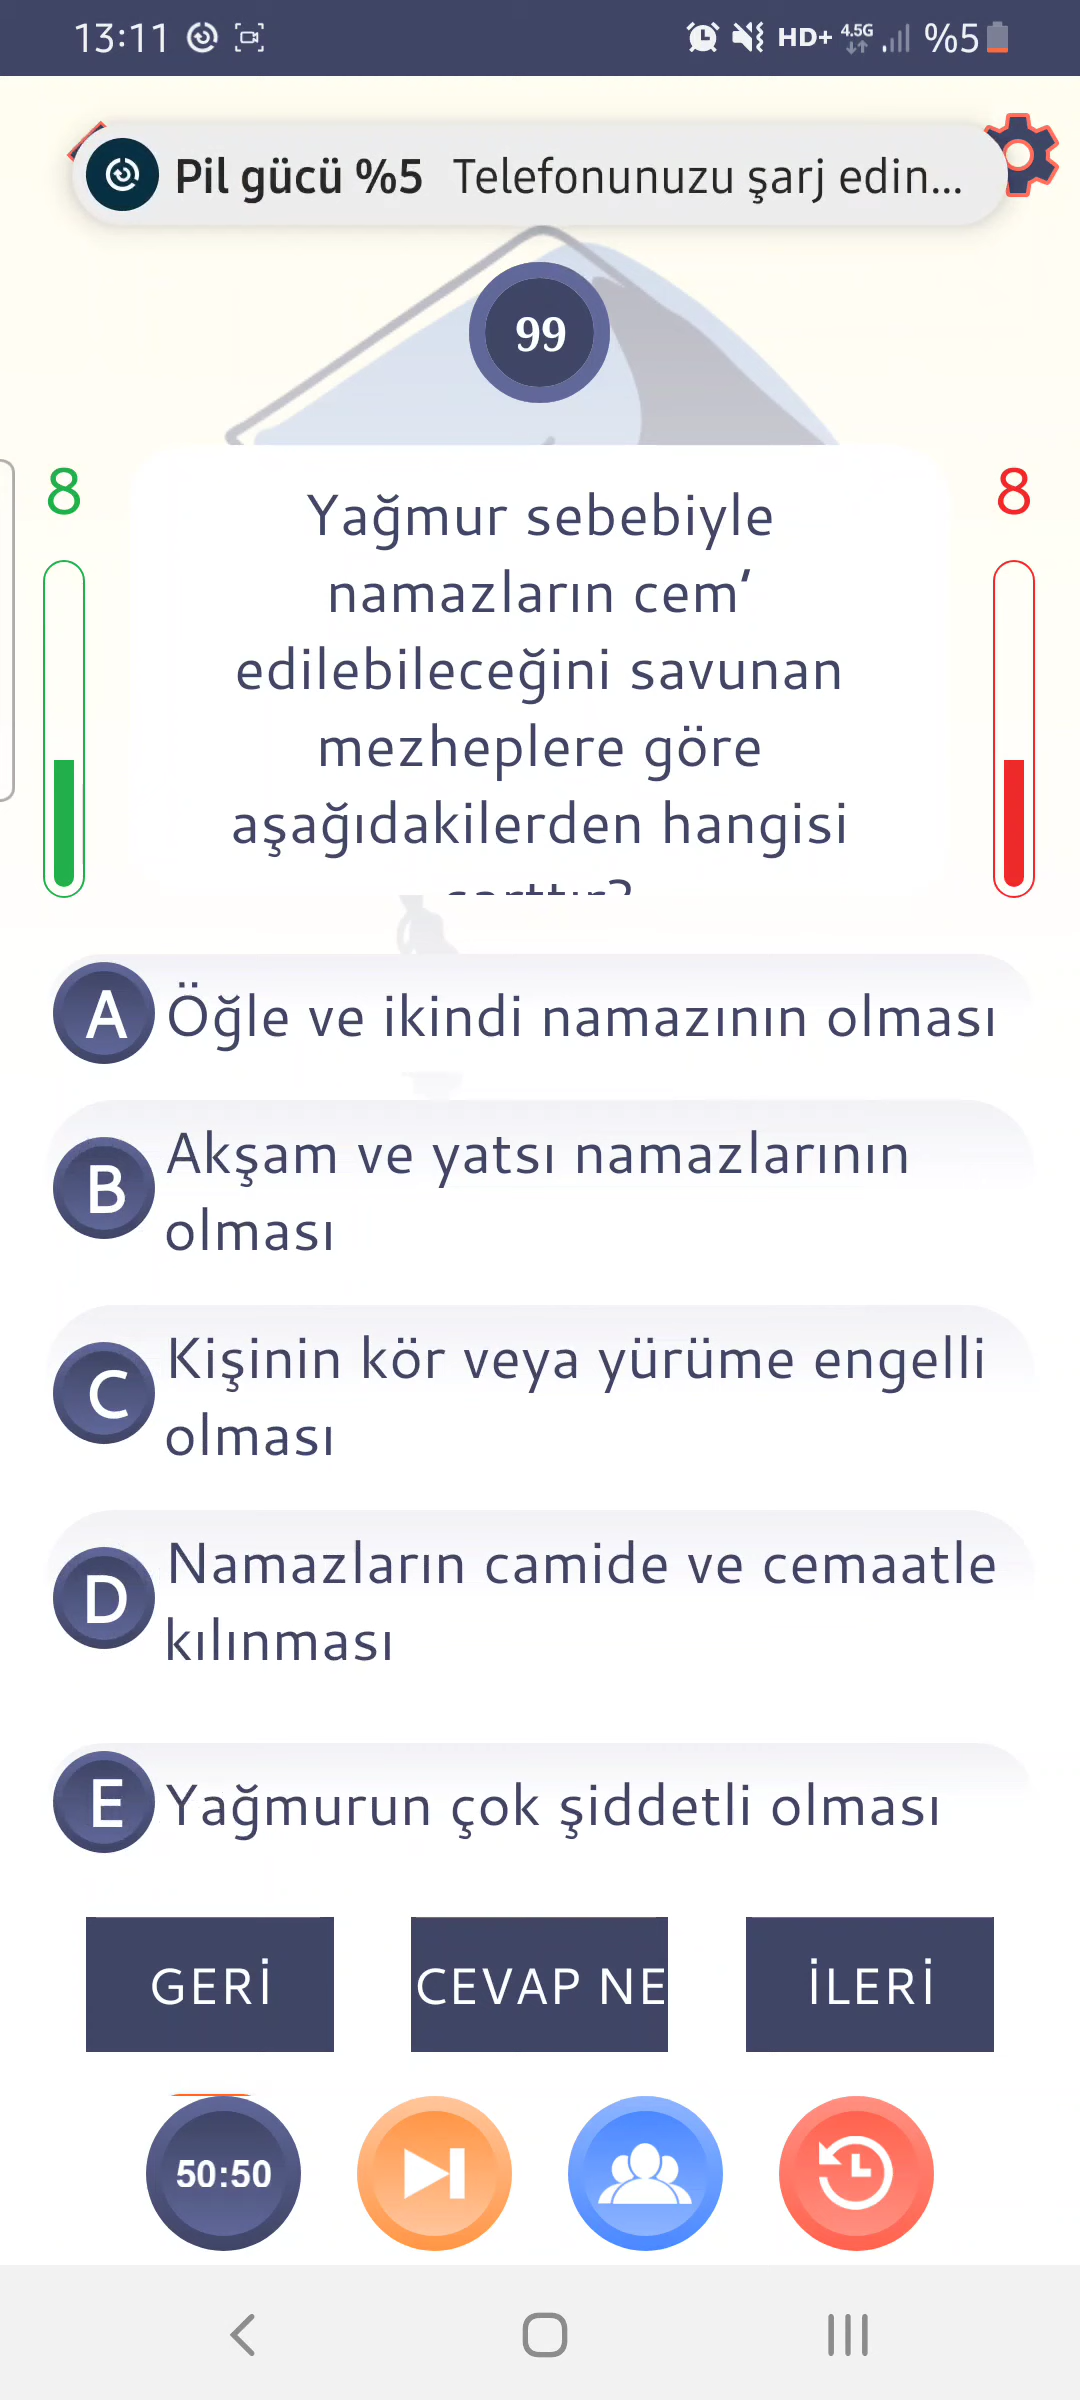 13:11 HD+ 4.5G %5
Pil gücü %5 Telefonunuzu şarj edin...
99
8
8
Yağmur sebebiyle
namazların cem’
edilebileceğini savunan
mezheplere göre
aşağıdakilerden hangisi
şarttır?
A Öğle ve ikindi namazının olması
B Akşam ve yatsı namazlarının
olması
C Kişinin kör veya yürüme engelli
olması
D Namazların camide ve cemaatle
kılınması
E Yağmurun çok şiddetli olması
GERİ CEVAP NE İLERİ
50:50